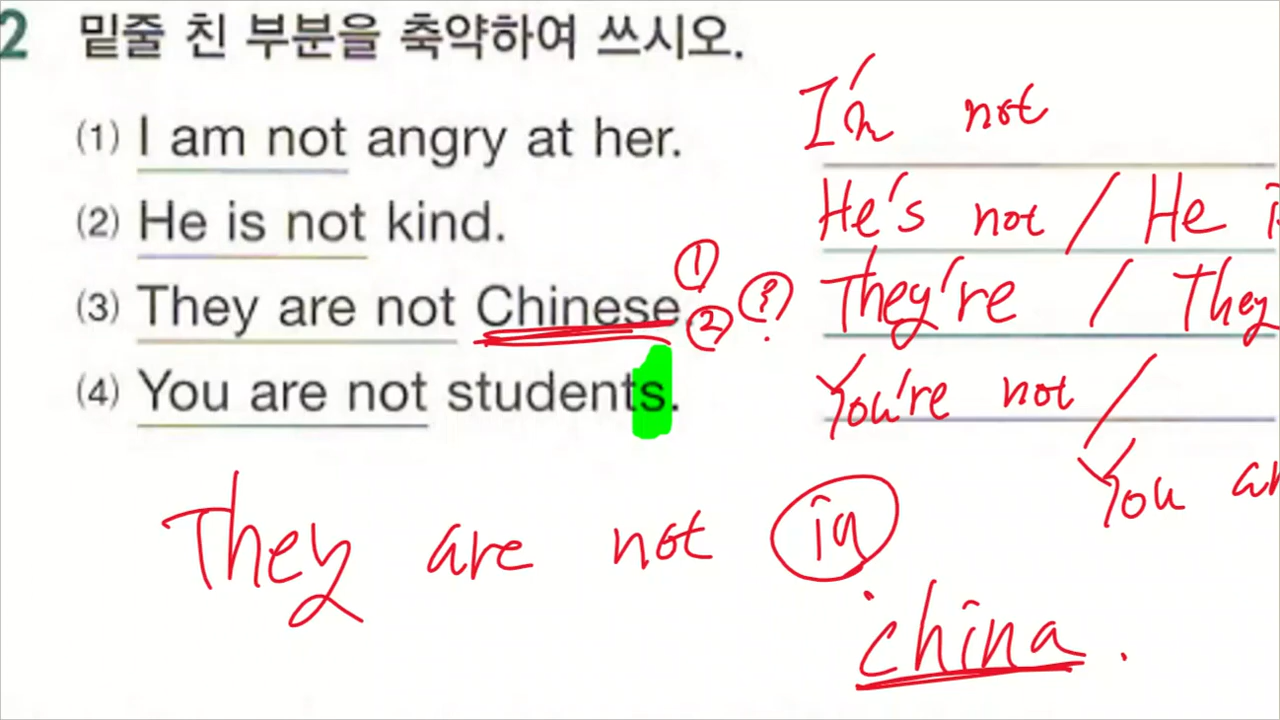 2 밑줄 친 부분을 축약하여 쓰시오.
(1) I am not angry at her. I'm not
(2) He is not kind. He's not / He
(3) They are not Chinese. ① ② ? They're / They
(4) You are not students. You're not /
You
They are not in
china.